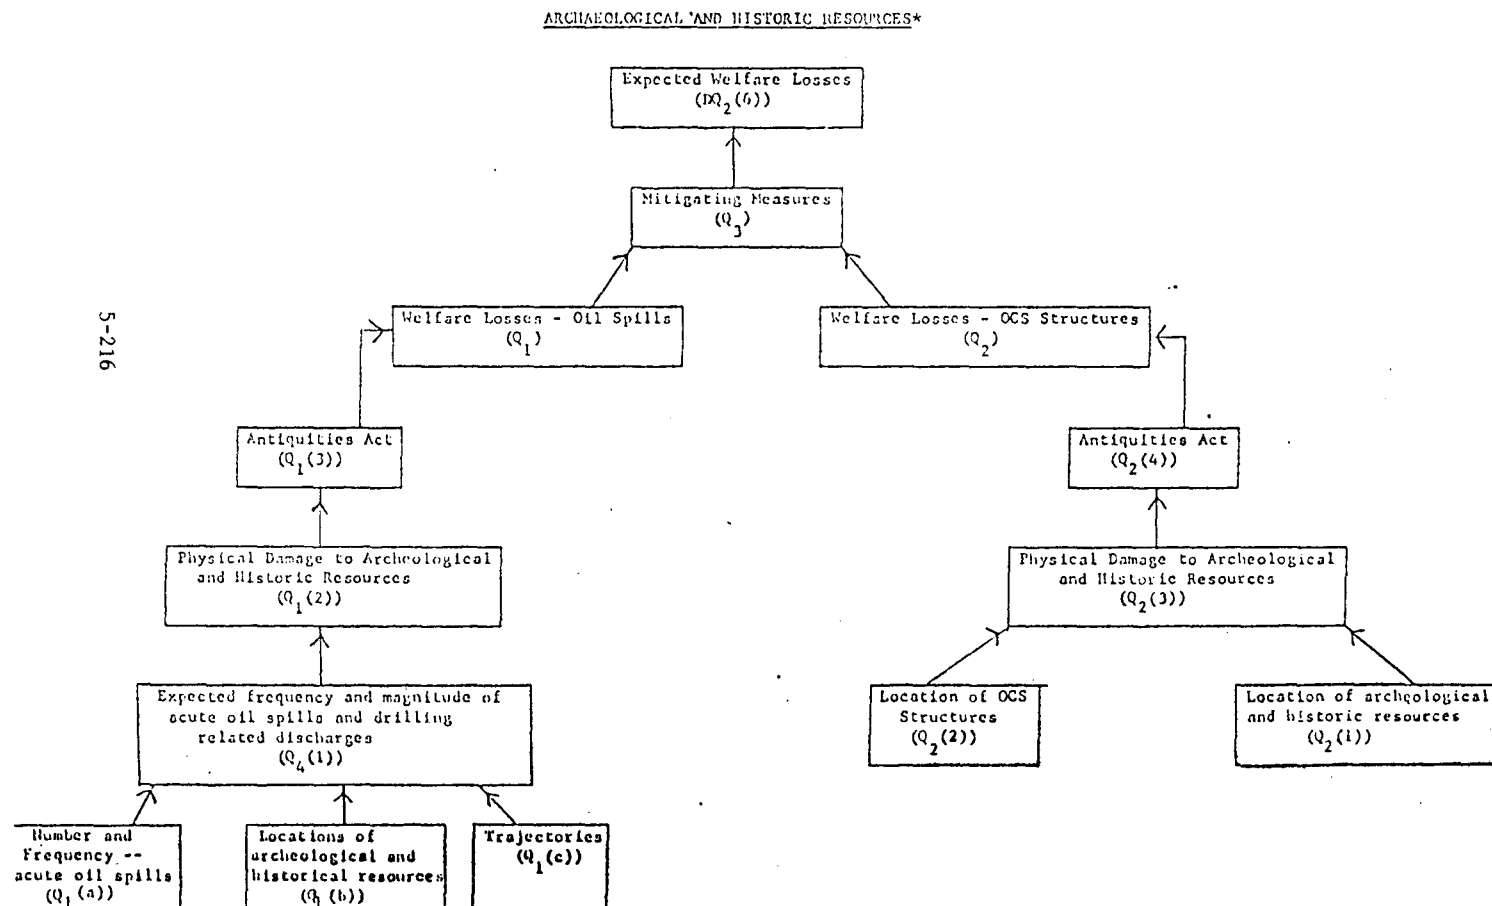 ARCHAEOLOGICAL AND HISTORIC RESOURCES*
Expected Welfare Losses
(DQ2(6))
Mitigating Measures
(Q3)
Welfare Losses - Oil Spills
(Q1)
Welfare Losses - OCS Structures
(Q2)
5-216
Antiquities Act
(Q1(3))
Antiquities Act
(Q2(4))
Physical Damage to Archeological
and Historic Resources
(Q1(2))
Physical Damage to Archeological
and Historic Resources
(Q2(3))
Expected frequency and magnitude of
acute oil spills and drilling
related discharges
(Q4(1))
Location of OCS
Structures
(Q2(2))
Location of archeological
and historic resources
(Q2(1))
Number and
Frequency --
acute oil spills
(Q1(a))
Locations of
archeological and
historical resources
(Q1(b))
Trajectories
(Q1(c))